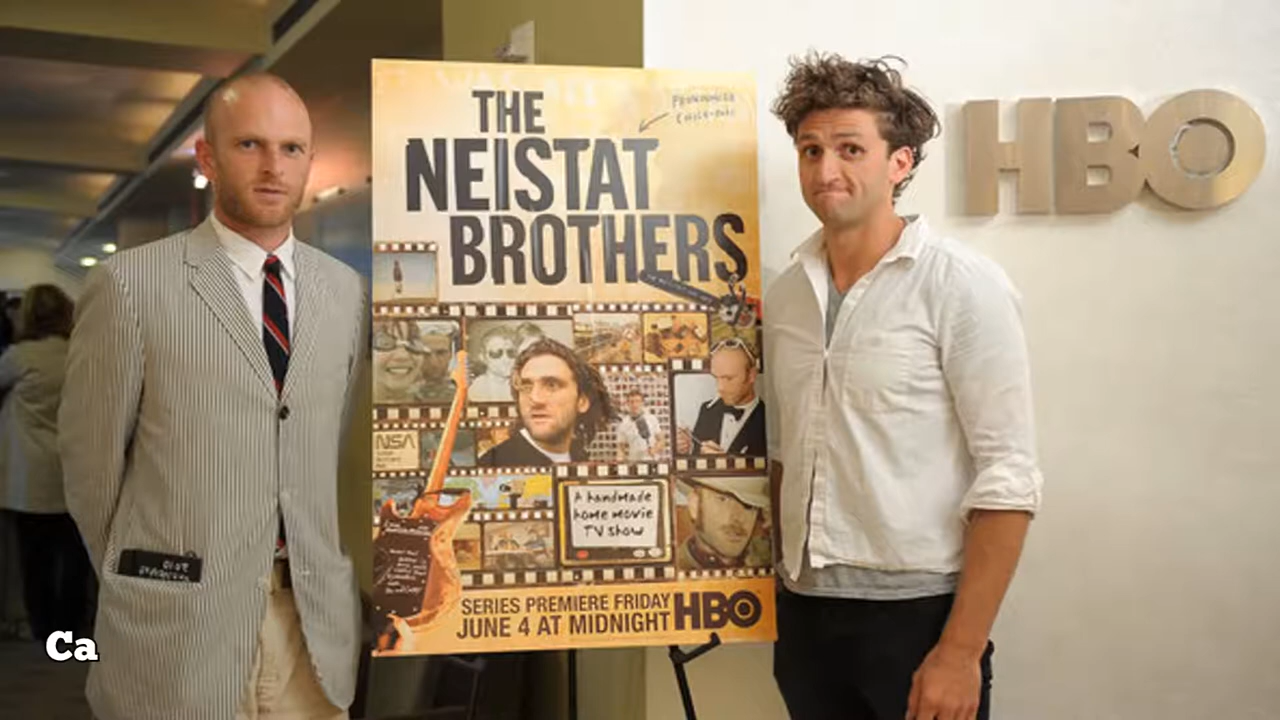 THE
NEISTAT
BROTHERS
HBO
NSA
A handmade
home movie
TV show
SERIES PREMIERE FRIDAY
JUNE 4 AT MIDNIGHT HBO
Ca